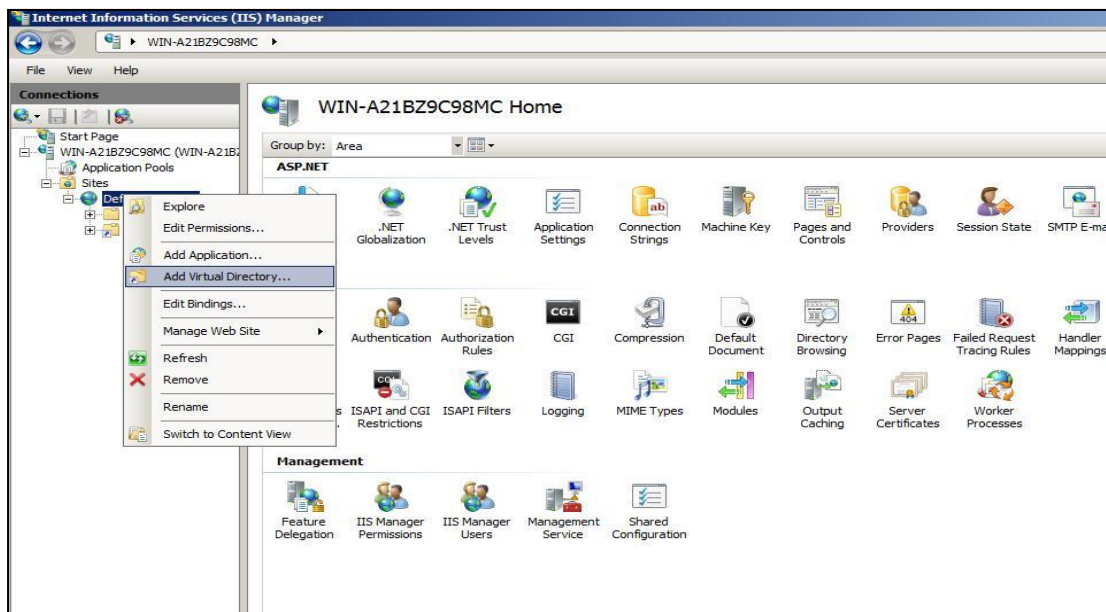 Internet Information Services (IIS) Manager
WIN-A21BZ9C98MC
File View Help
Connections
Start Page
WIN-A21BZ9C98MC (WIN-A21BZ
Application Pools
Sites
Def
Explore
Edit Permissions...
Add Application...
Add Virtual Directory...
Edit Bindings...
Manage Web Site
Refresh
Remove
Rename
Switch to Content View
WIN-A21BZ9C98MC Home
Group by: Area
ASP.NET
.NET Globalization
.NET Trust Levels
Application Settings
Connection Strings
Machine Key
Pages and Controls
Providers
Session State
SMTP E-ma
Authentication
Authorization Rules
CGI
Compression
Default Document
Directory Browsing
Error Pages
Failed Request Tracing Rules
Handler Mappings
s
ISAPI and CGI Restrictions
ISAPI Filters
Logging
MIME Types
Modules
Output Caching
Server Certificates
Worker Processes
Management
Feature Delegation
IIS Manager Permissions
IIS Manager Users
Management Service
Shared Configuration